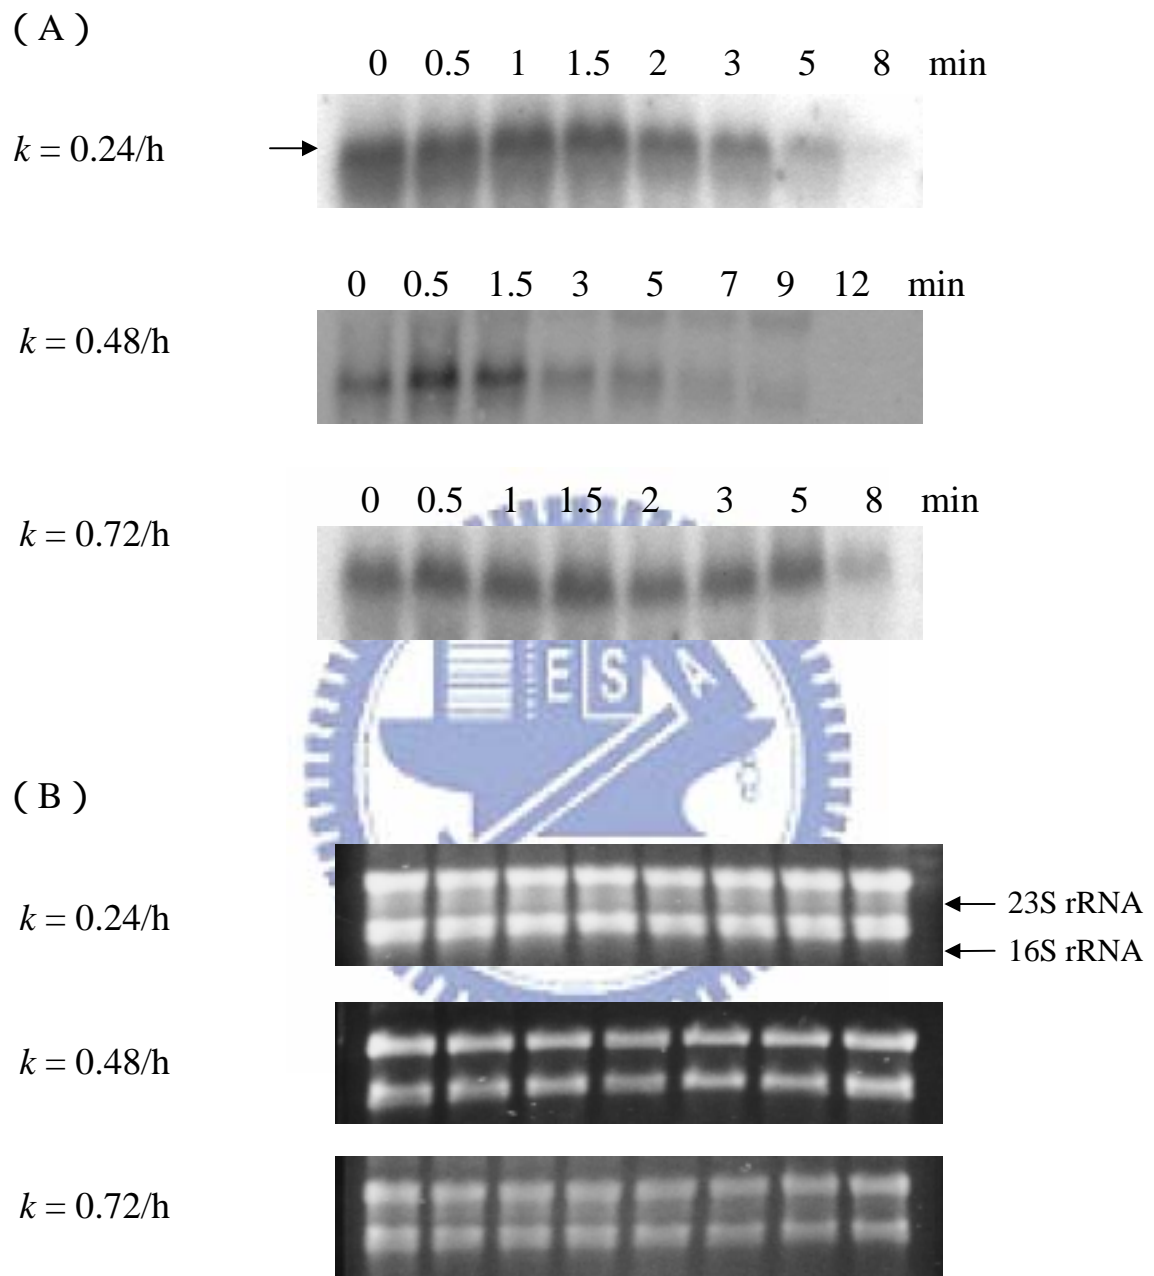 ( A )
0 0.5 1 1.5 2 3 5 8 min
k = 0.24/h
0 0.5 1.5 3 5 7 9 12 min
k = 0.48/h
0 0.5 1 1.5 2 3 5 8 min
k = 0.72/h
E S A
( B )
k = 0.24/h
23S rRNA
16S rRNA
k = 0.48/h
k = 0.72/h